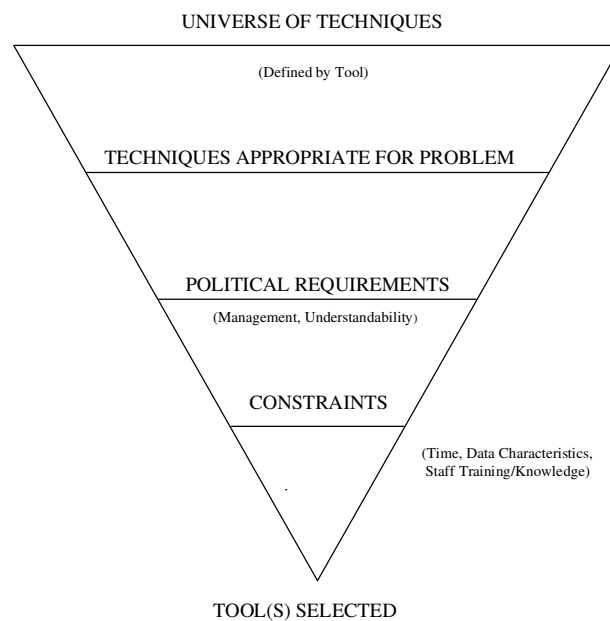 UNIVERSE OF TECHNIQUES
(Defined by Tool)
TECHNIQUES APPROPRIATE FOR PROBLEM
POLITICAL REQUIREMENTS
(Management, Understandability)
CONSTRAINTS
(Time, Data Characteristics,
Staff Training/Knowledge)
TOOL(S) SELECTED